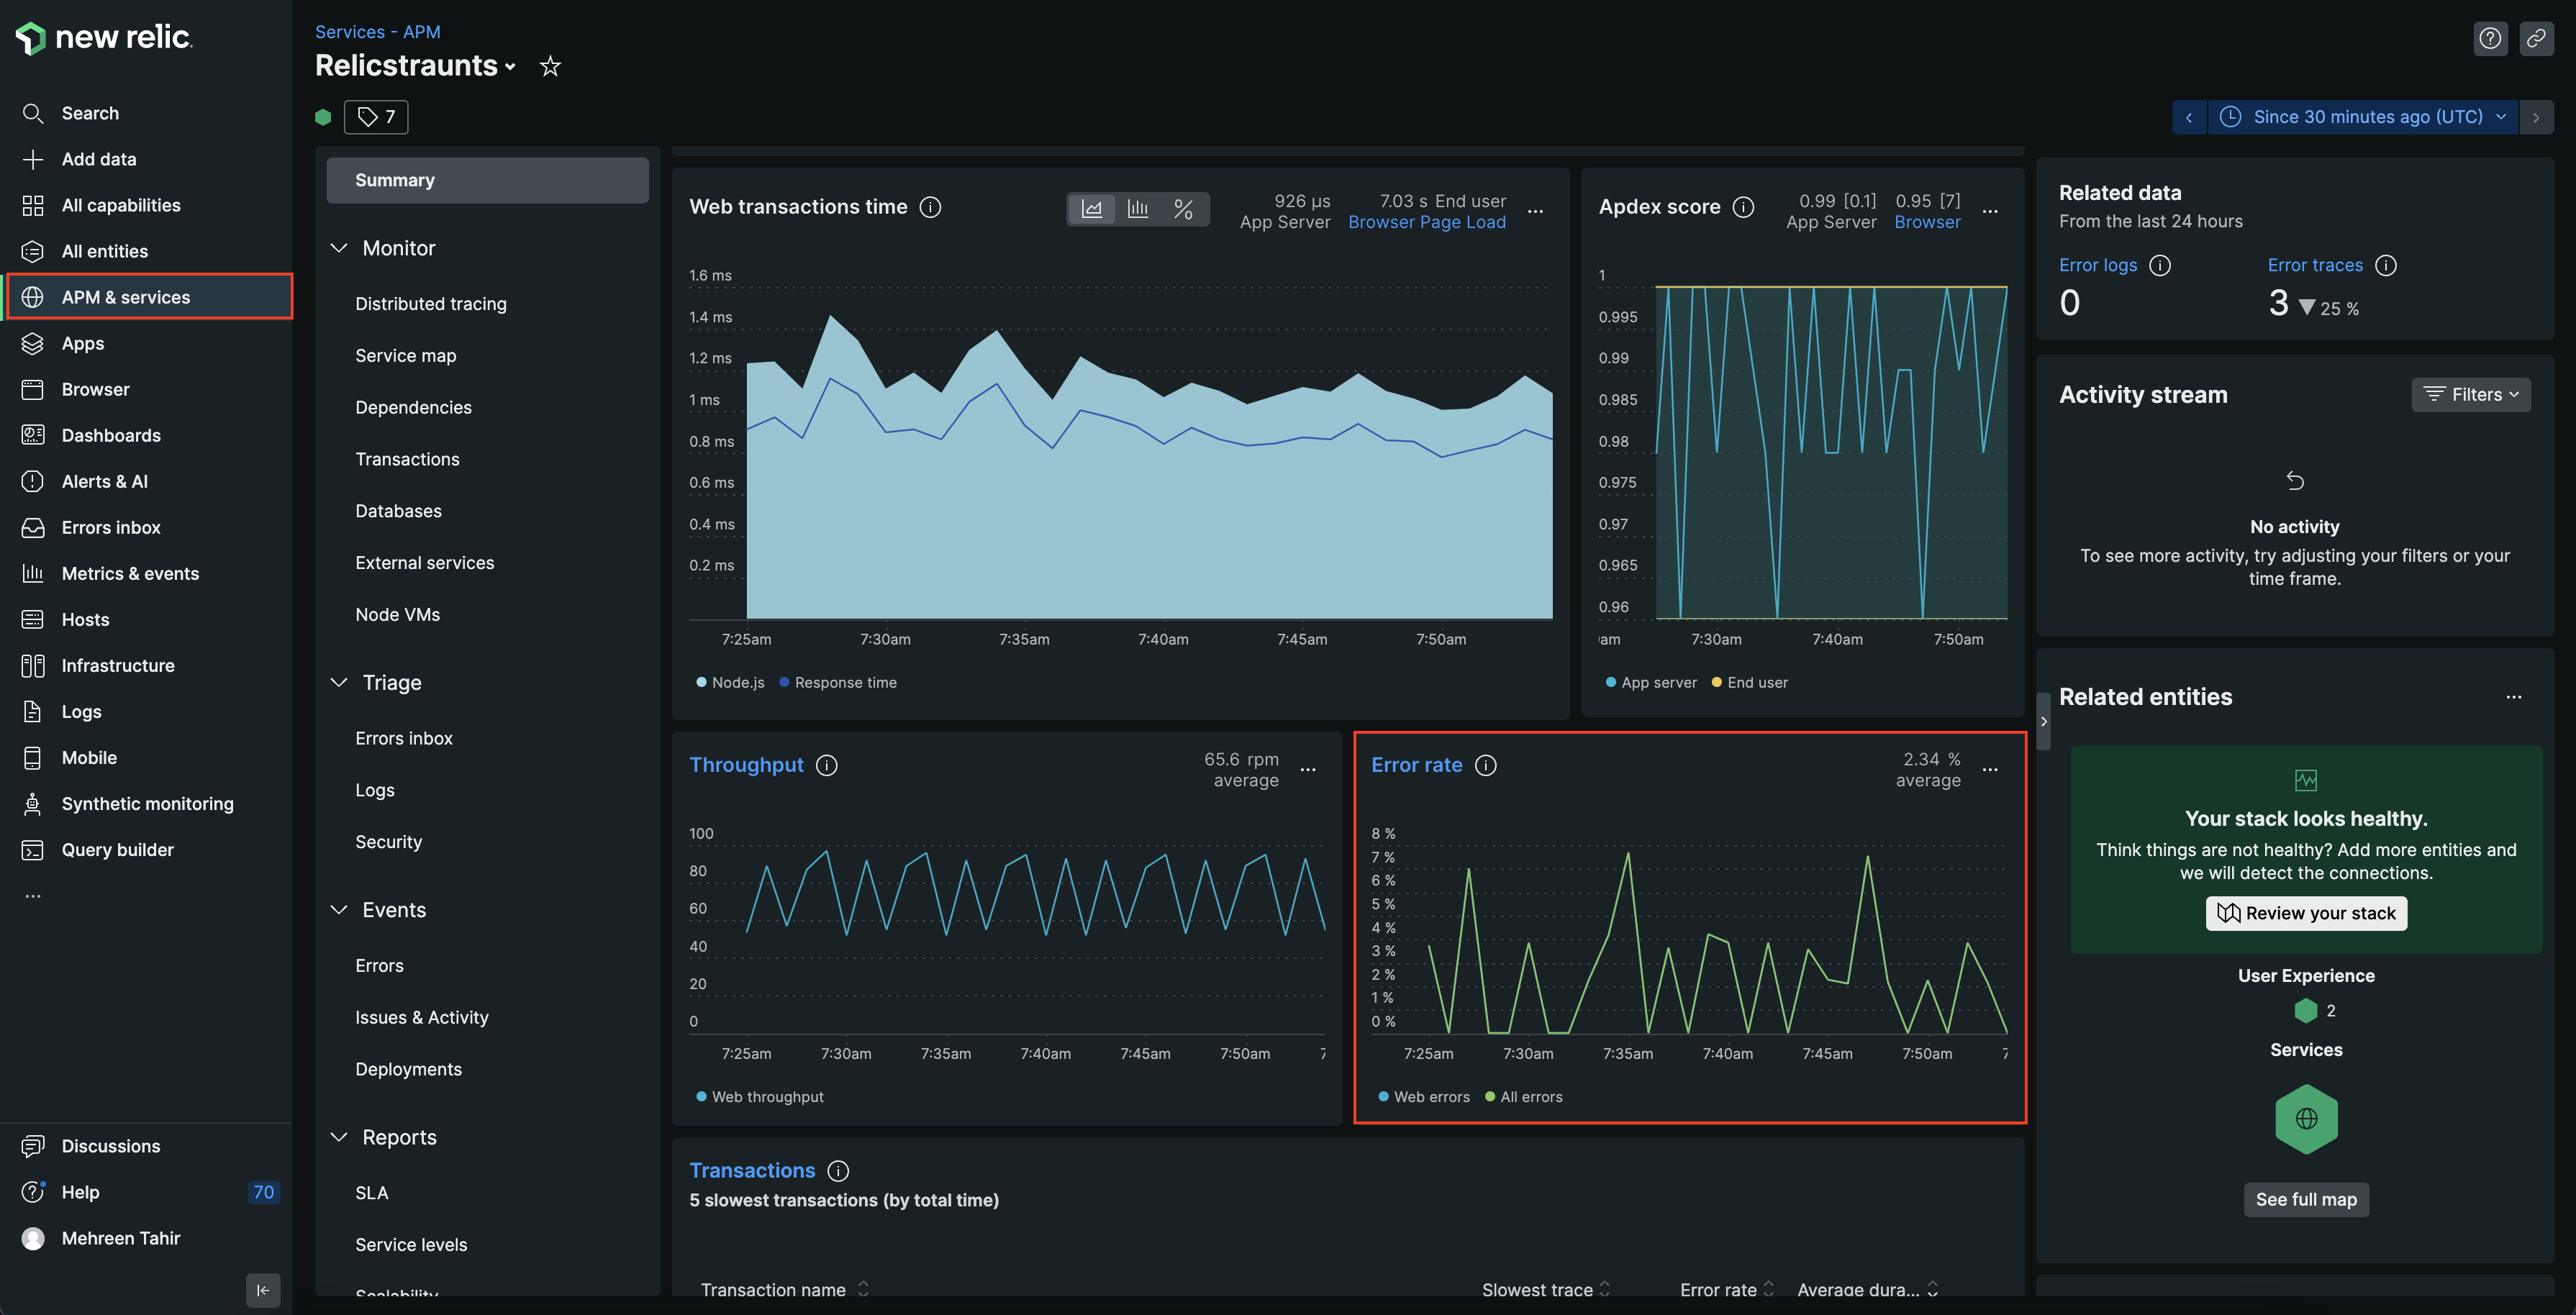 new relic.
Search
Add data
All capabilities
All entities
APM & services
Apps
Browser
Dashboards
Alerts & AI
Errors inbox
Metrics & events
Hosts
Infrastructure
Logs
Mobile
Synthetic monitoring
Query builder
...
Discussions
Help 70
Mehreen Tahir
Services - APM
Relicstraunts
7
Since 30 minutes ago (UTC)
Summary
Monitor
Distributed tracing
Service map
Dependencies
Transactions
Databases
External services
Node VMs
Triage
Errors inbox
Logs
Security
Events
Errors
Issues & Activity
Deployments
Reports
SLA
Service levels
Scalability
Web transactions time
%
926 µs
App Server
7.03 s End user
Browser Page Load
...
1.6 ms
1.4 ms
1.2 ms
1 ms
0.8 ms
0.6 ms
0.4 ms
0.2 ms
7:25am 7:30am 7:35am 7:40am 7:45am 7:50am
Node.js Response time
Apdex score
0.99 [0.1]
App Server
0.95 [7]
Browser
...
1
0.995
0.99
0.985
0.98
0.975
0.97
0.965
0.96
am 7:30am 7:40am 7:50am
App server End user
Throughput
65.6 rpm
average
...
100
80
60
40
20
0
7:25am 7:30am 7:35am 7:40am 7:45am 7:50am 7
Web throughput
Error rate
2.34 %
average
...
8 %
7 %
6 %
5 %
4 %
3 %
2 %
1 %
0 %
7:25am 7:30am 7:35am 7:40am 7:45am 7:50am 7
Web errors All errors
Transactions
5 slowest transactions (by total time)
Transaction name Slowest trace Error rate Average dura...
Related data
From the last 24 hours
Error logs
0
Error traces
3 25 %
Activity stream
Filters
No activity
To see more activity, try adjusting your filters or your
time frame.
Related entities
...
Your stack looks healthy.
Think things are not healthy? Add more entities and
we will detect the connections.
Review your stack
User Experience
2
Services
See full map